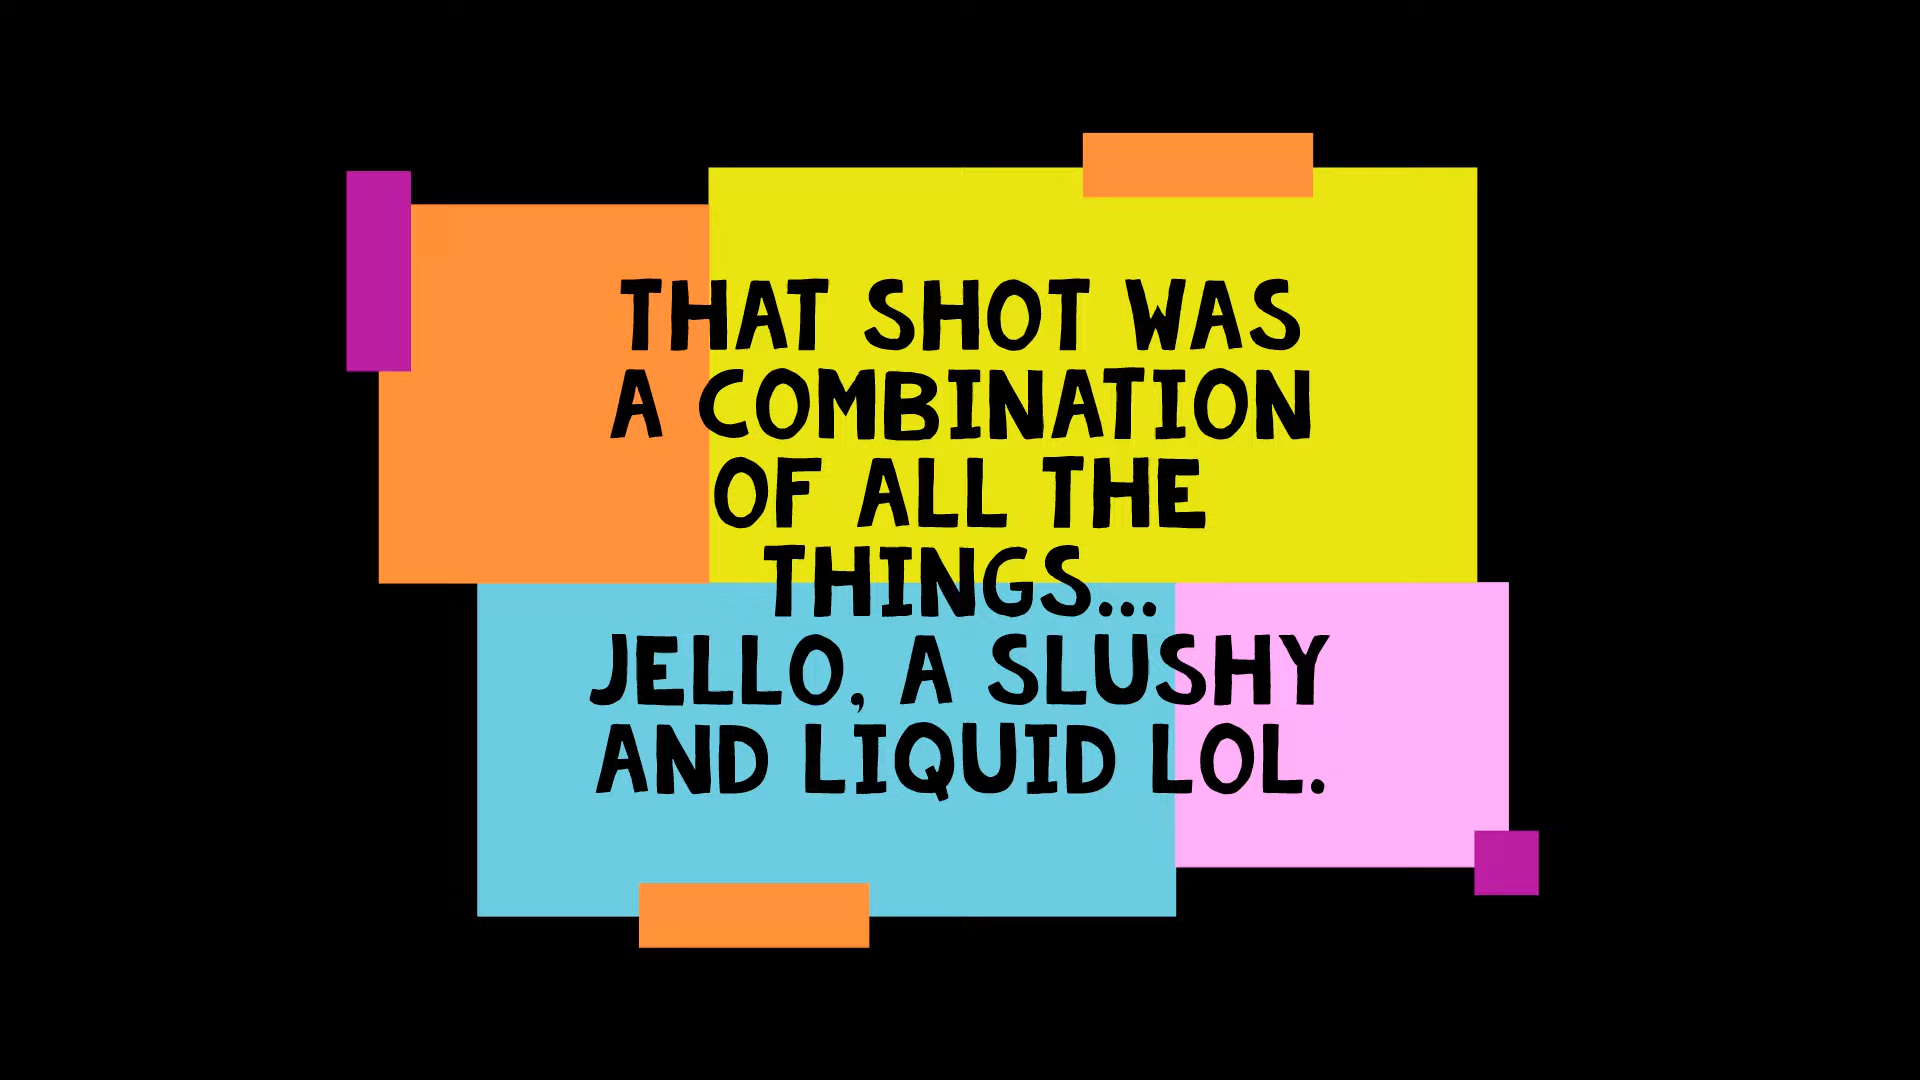 THAT SHOT WAS
A COMBINATION
OF ALL THE
THINGS...
JELLO, A SLUSHY
AND LIQUID LOL.